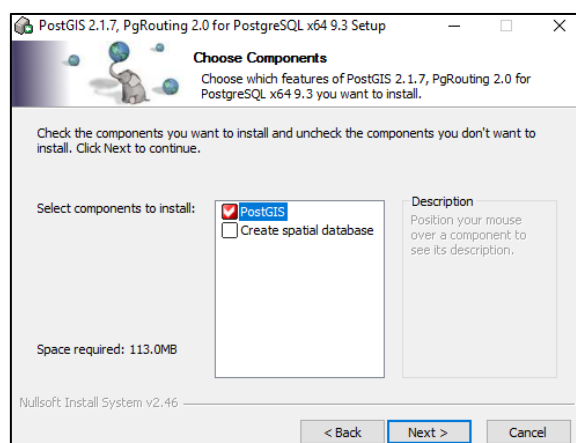 PostGIS 2.1.7, PgRouting 2.0 for PostgreSQL x64 9.3 Setup
Choose Components
Choose which features of PostGIS 2.1.7, PgRouting 2.0 for
PostgreSQL x64 9.3 you want to install.
Check the components you want to install and uncheck the components you don't want to
install. Click Next to continue.
Select components to install:
PostGIS
Create spatial database
Description
Position your mouse
over a component to
see its description.
Space required: 113.0MB
Nullsoft Install System v2.46
< Back
Next >
Cancel